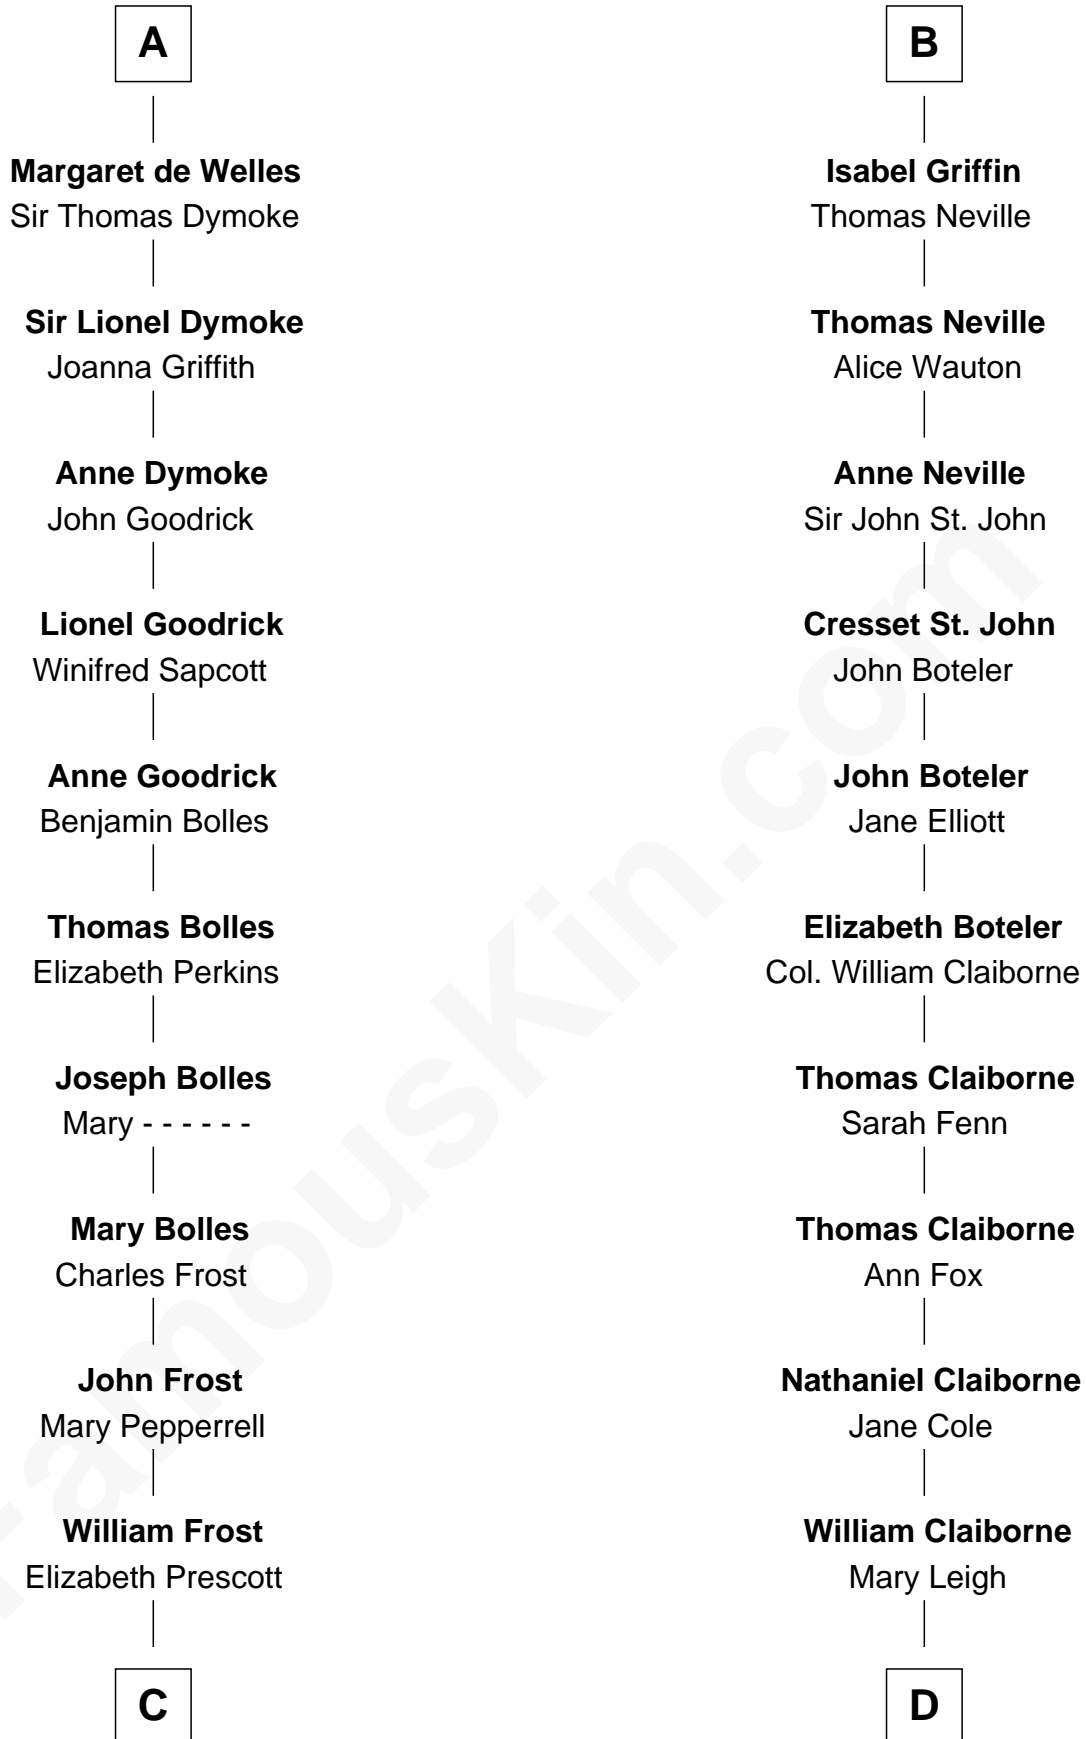 A
Margaret de Welles
Sir Thomas Dymoke
Sir Lionel Dymoke
Joanna Griffith
Anne Dymoke
John Goodrick
Lionel Goodrick
Winifred Sapcott
Anne Goodrick
Benjamin Bolles
Thomas Bolles
Elizabeth Perkins
Joseph Bolles
Mary - - - - - -
Mary Bolles
Charles Frost
John Frost
Mary Pepperrell
William Frost
Elizabeth Prescott
C
B
Isabel Griffin
Thomas Neville
Thomas Neville
Alice Wauton
Anne Neville
Sir John St. John
Cresset St. John
John Boteler
John Boteler
Jane Elliott
Elizabeth Boteler
Col. William Claiborne
Thomas Claiborne
Sarah Fenn
Thomas Claiborne
Ann Fox
Nathaniel Claiborne
Jane Cole
William Claiborne
Mary Leigh
D
FamousKin.com